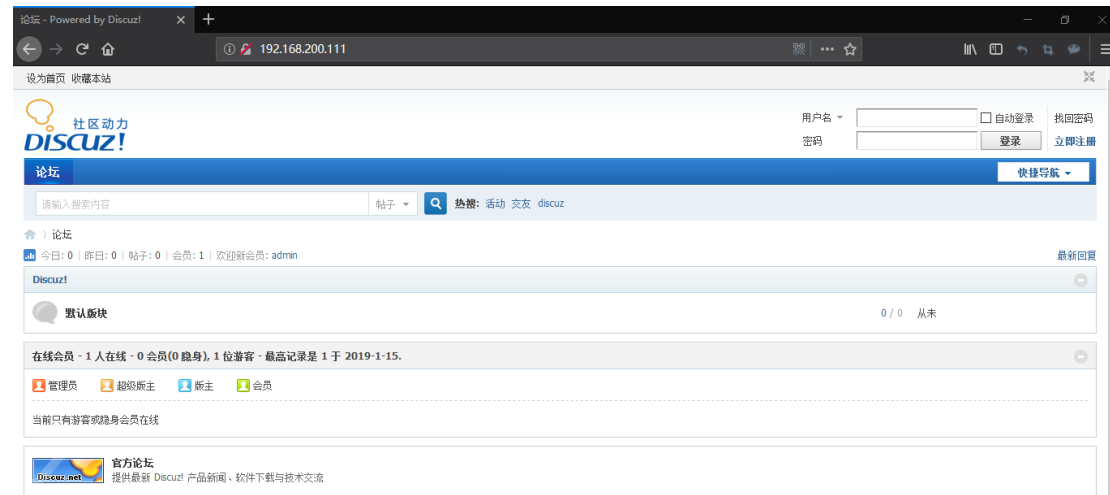 论坛 - Powered by Discuz!
192.168.200.111
设为首页 收藏本站
社区动力
DISCUZ!
用户名 自动登录 找回密码
密码 登录 立即注册
论坛 快捷导航
请输入搜索内容 帖子 热搜: 活动 交友 discuz
论坛
今日: 0 | 昨日: 0 | 帖子: 0 | 会员: 1 | 欢迎新会员: admin 最新回复
Discuz!
默认版块 0 / 0 从未
在线会员 - 1 人在线 - 0 会员(0 隐身), 1 位游客 - 最高记录是 1 于 2019-1-15.
管理员 超级版主 版主 会员
当前只有游客或隐身会员在线
官方论坛
Discuz.net 提供最新 Discuz! 产品新闻、软件下载与技术交流